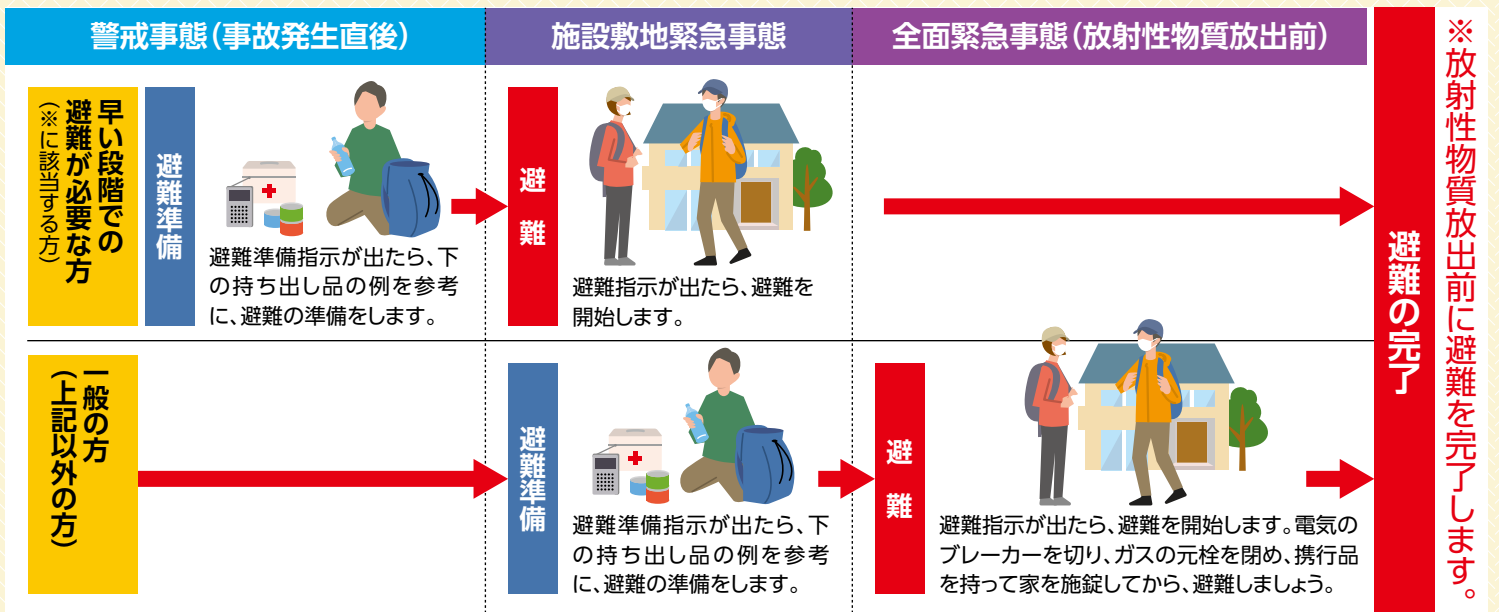 警戒事態（事故発生直後）
施設敷地緊急事態
全面緊急事態（放射性物質放出前）
早い段階での
避難が必要な方
（※に該当する方）
避難準備
避難準備指示が出たら、下
の持ち出し品の例を参考
に、避難の準備をします。
避難
避難指示が出たら、避難を
開始します。
一般の方
（上記以外の方）
避難準備
避難準備指示が出たら、下
の持ち出し品の例を参考
に、避難の準備をします。
避難
避難指示が出たら、避難を開始します。電気の
ブレーカーを切り、ガスの元栓を閉め、携行品
を持って家を施錠してから、避難しましょう。
避難の完了
※放射性物質放出前に避難を完了します。